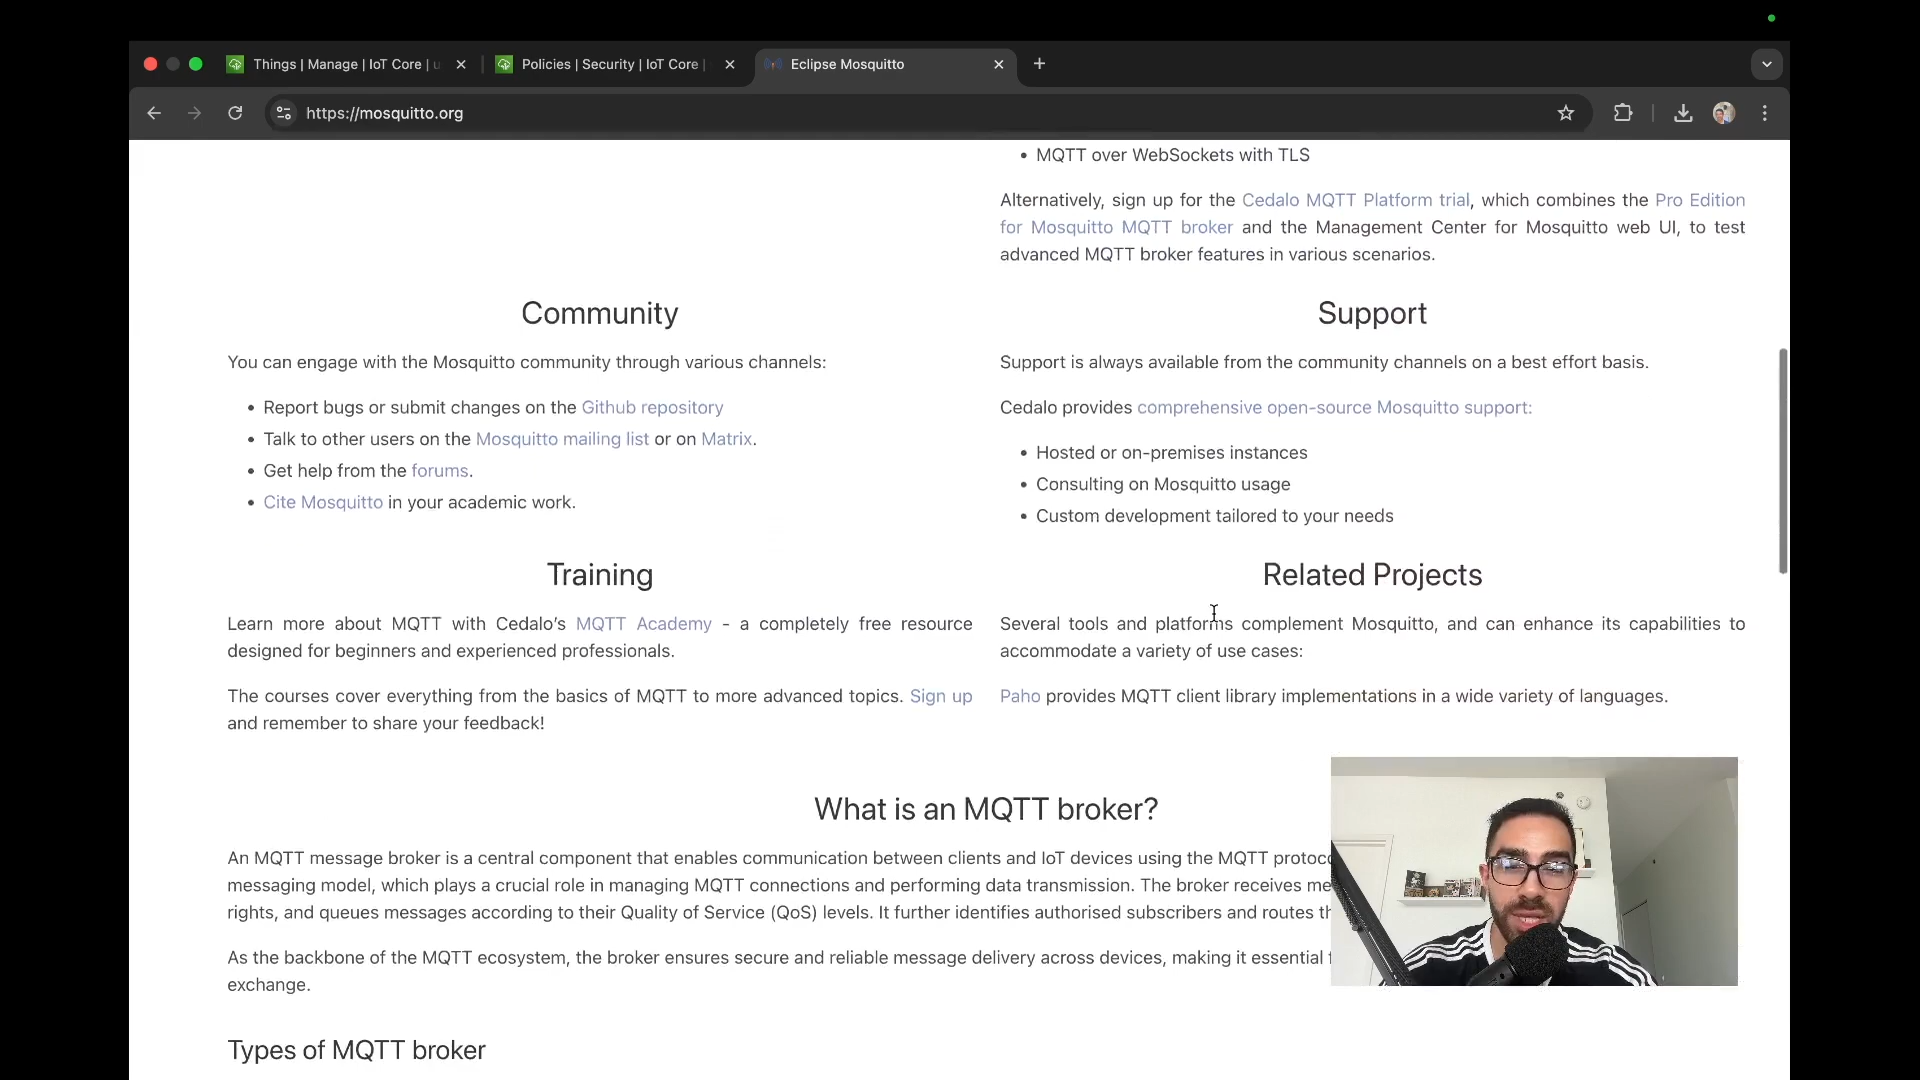 Things | Manage | IoT Core | u
Policies | Security | IoT Core |
Eclipse Mosquitto
https://mosquitto.org
• MQTT over WebSockets with TLS
Alternatively, sign up for the Cedalo MQTT Platform trial, which combines the Pro Edition
for Mosquitto MQTT broker and the Management Center for Mosquitto web UI, to test
advanced MQTT broker features in various scenarios.
Community
You can engage with the Mosquitto community through various channels:
• Report bugs or submit changes on the Github repository
• Talk to other users on the Mosquitto mailing list or on Matrix.
• Get help from the forums.
• Cite Mosquitto in your academic work.
Support
Support is always available from the community channels on a best effort basis.
Cedalo provides comprehensive open-source Mosquitto support:
• Hosted or on-premises instances
• Consulting on Mosquitto usage
• Custom development tailored to your needs
Training
Learn more about MQTT with Cedalo’s MQTT Academy - a completely free resource
designed for beginners and experienced professionals.
The courses cover everything from the basics of MQTT to more advanced topics. Sign up
and remember to share your feedback!
Related Projects
Several tools and platforms complement Mosquitto, and can enhance its capabilities to
accommodate a variety of use cases:
Paho provides MQTT client library implementations in a wide variety of languages.
What is an MQTT broker?
An MQTT message broker is a central component that enables communication between clients and IoT devices using the MQTT protoc
messaging model, which plays a crucial role in managing MQTT connections and performing data transmission. The broker receives me
rights, and queues messages according to their Quality of Service (QoS) levels. It further identifies authorised subscribers and routes th
As the backbone of the MQTT ecosystem, the broker ensures secure and reliable message delivery across devices, making it essential
exchange.
Types of MQTT broker